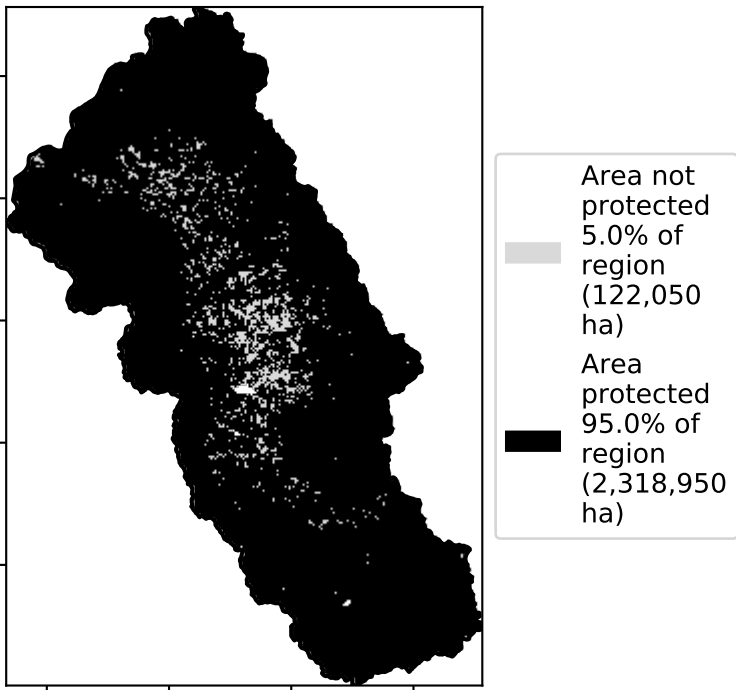 Area not
protected
5.0% of
region
(122,050
ha)
Area
protected
95.0% of
region
(2,318,950
ha)